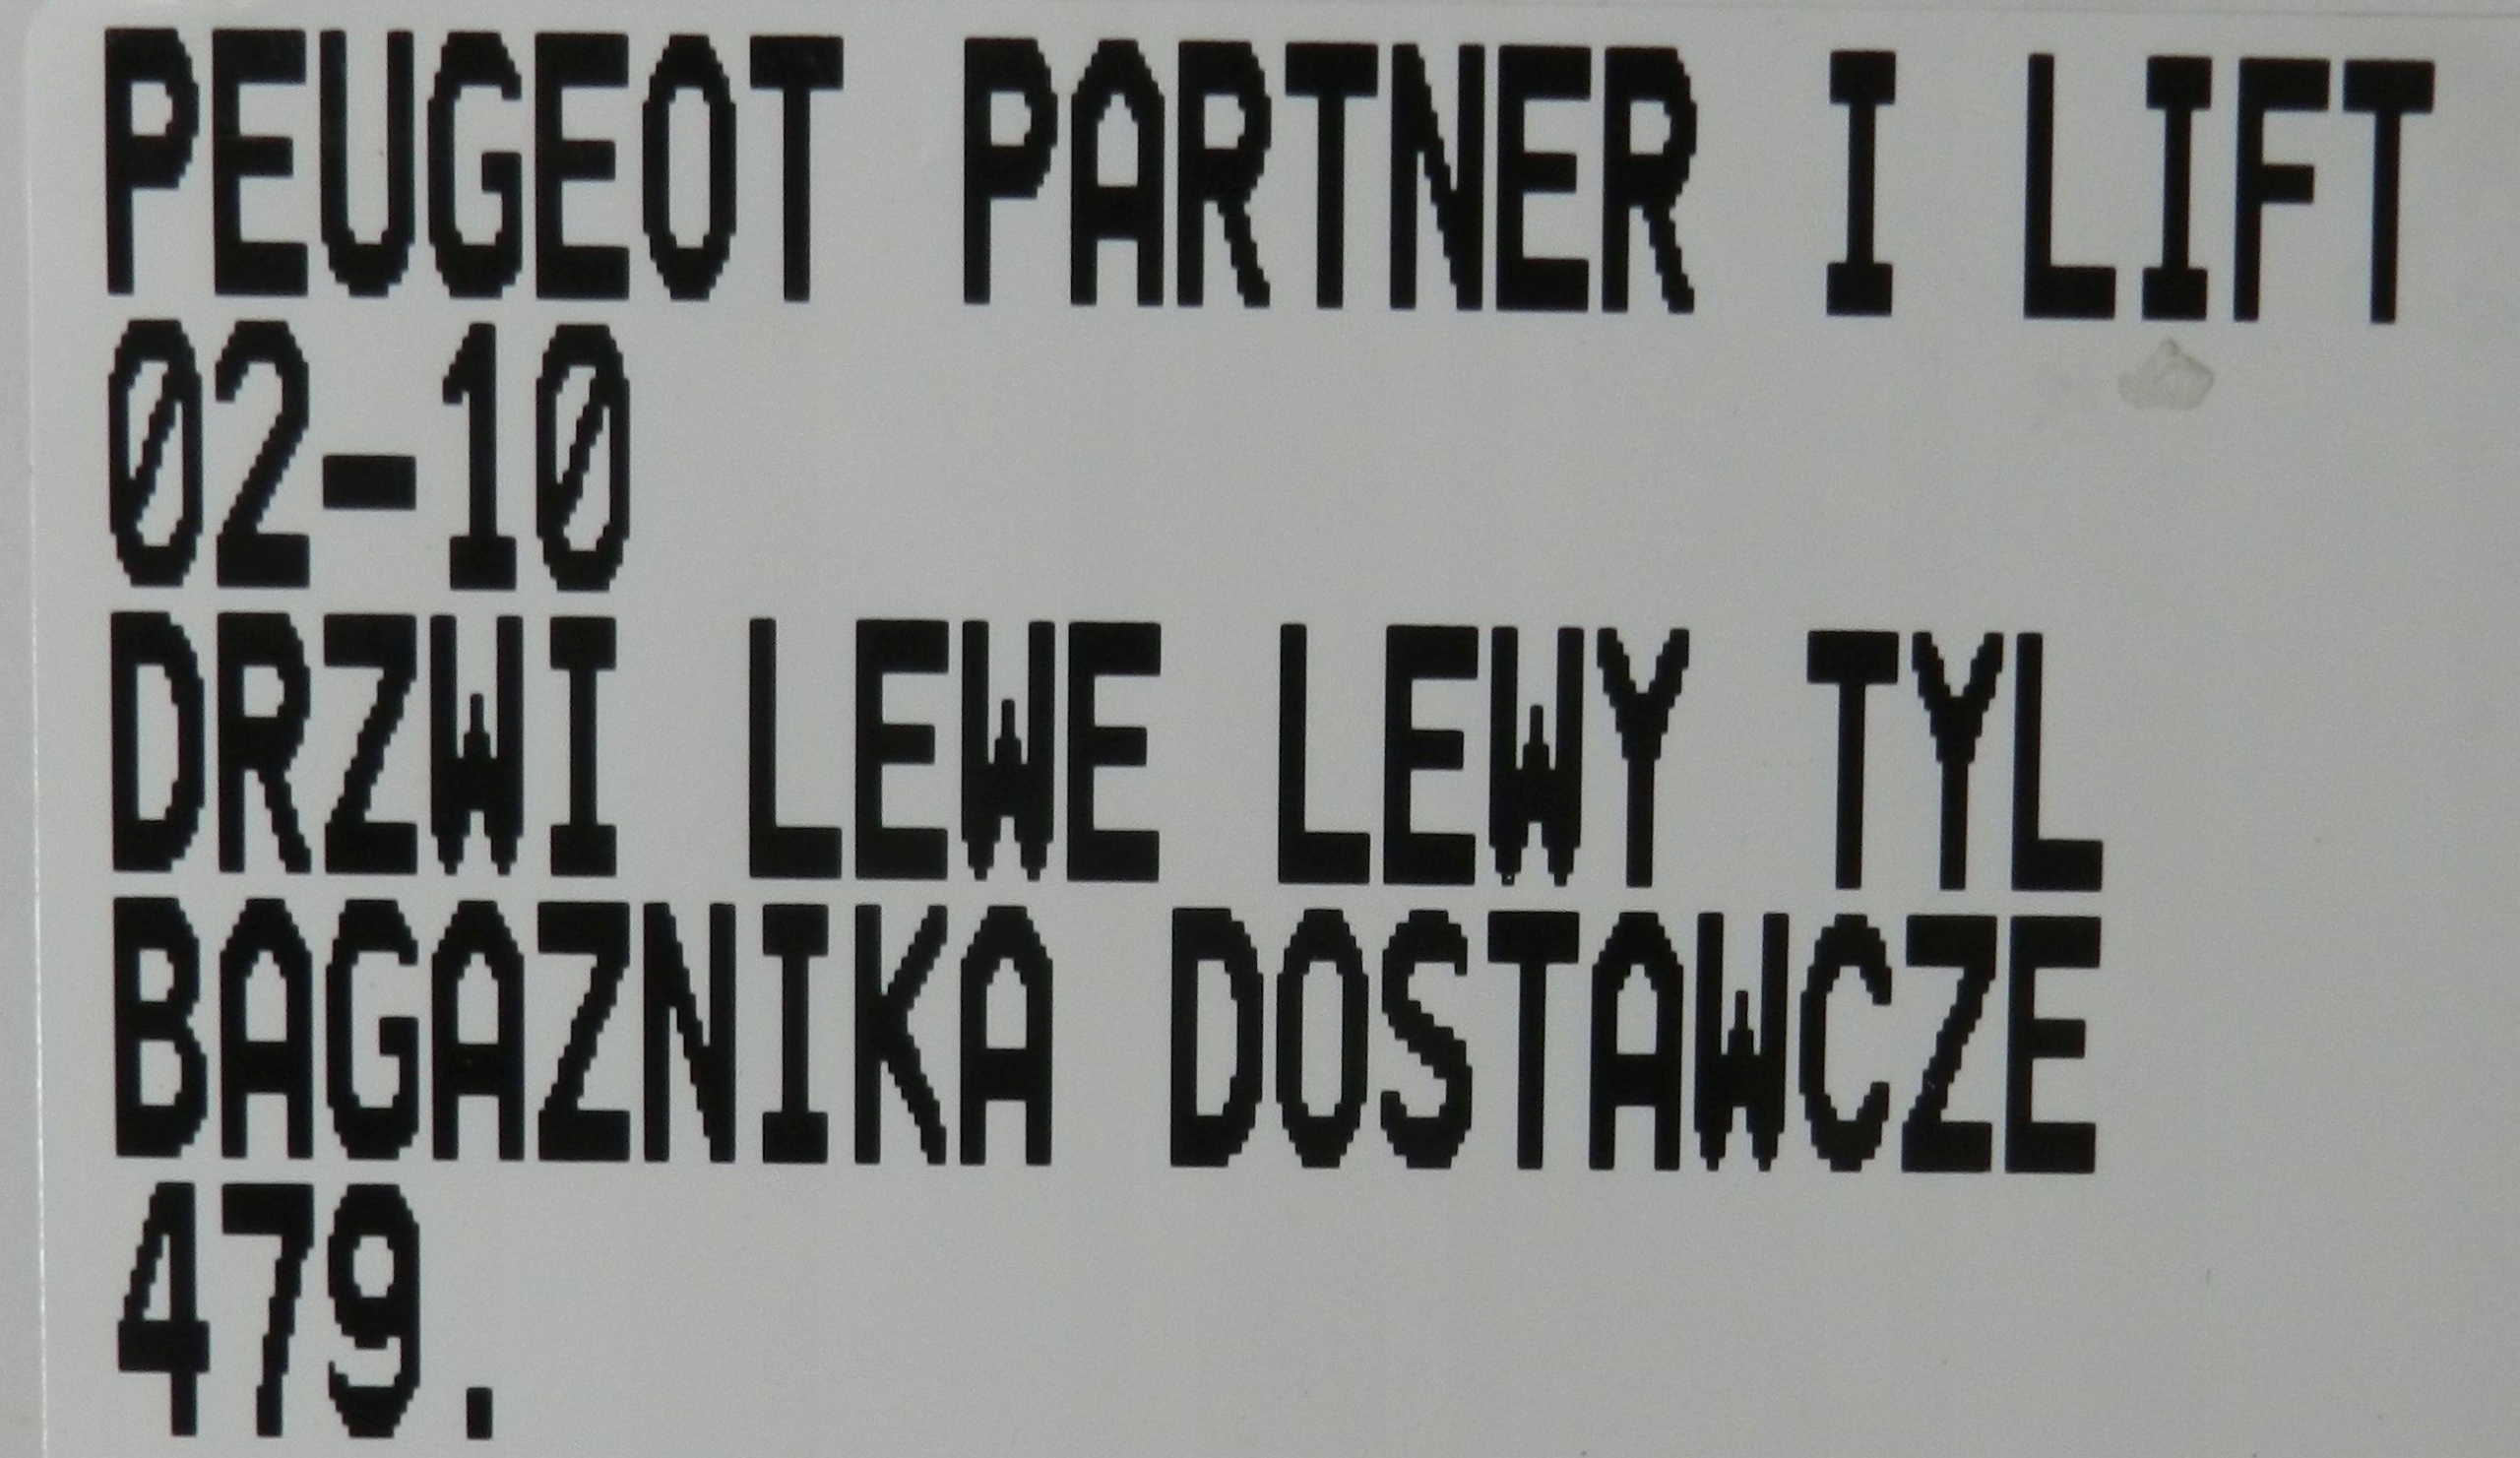 PEUGEOT PARTNER I LIFT
02-10
DRZWI LEWE LEWY TYL
BAGAZNIKA DOSTAWCZE
479.